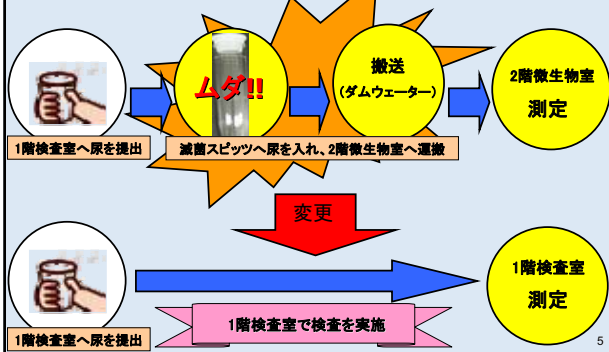 ムダ!!
搬送
(ダムウェーター)
2階微生物室
測定
1階検査室へ尿を提出
滅菌スピッツへ尿を入れ、2階微生物室へ運搬
変更
1階検査室
測定
1階検査室で検査を実施
1階検査室へ尿を提出
5